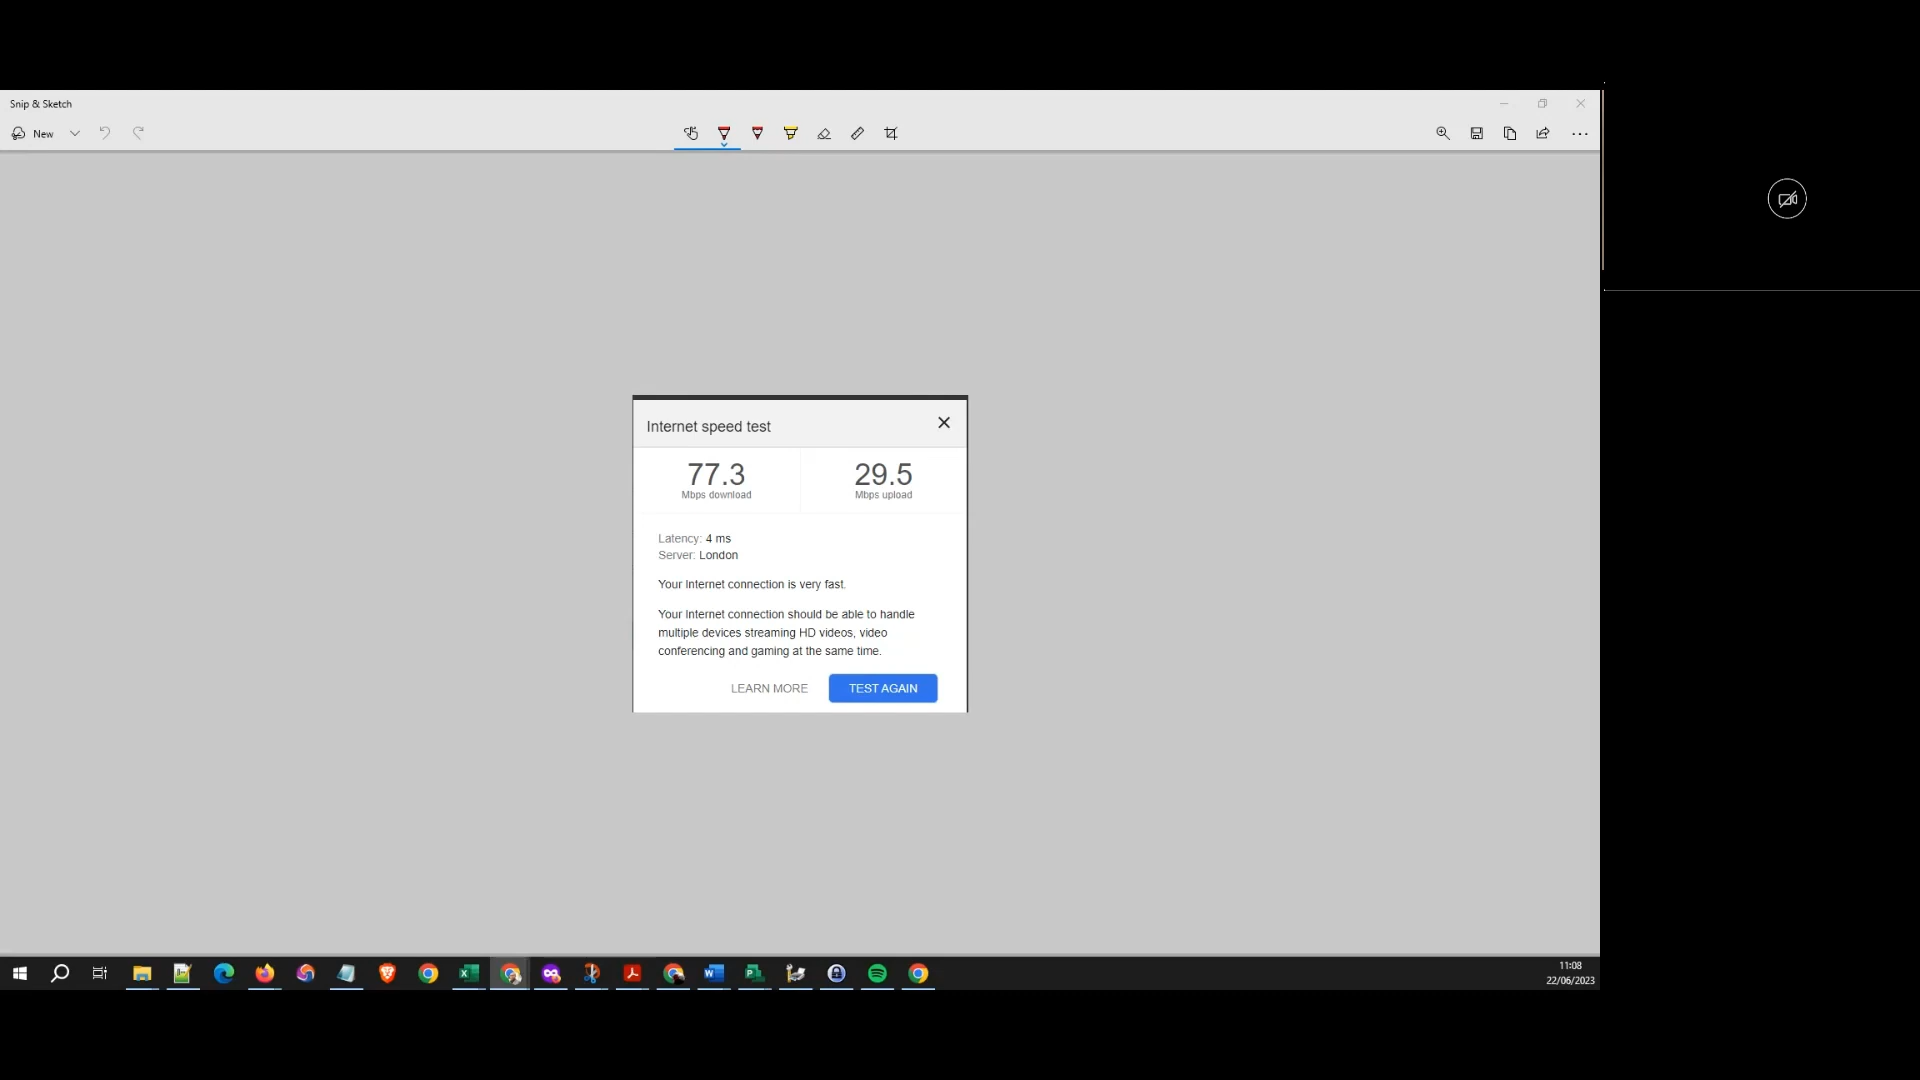 Snip & Sketch
New
Internet speed test
77.3
Mbps download
29.5
Mbps upload
Latency: 4 ms
Server: London
Your Internet connection is very fast.
Your Internet connection should be able to handle
multiple devices streaming HD videos, video
conferencing and gaming at the same time.
LEARN MORE
TEST AGAIN
11:08
22/06/2023